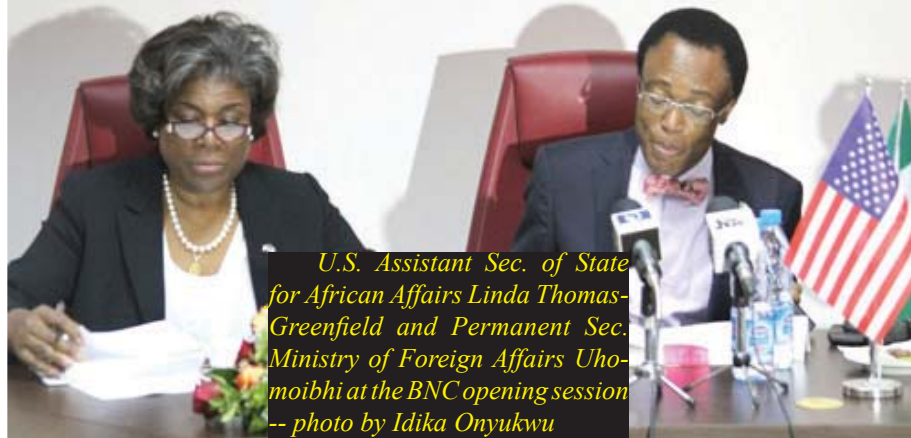 U.S. Assistant Sec. of State
for African Affairs Linda Thomas-
Greenfield and Permanent Sec.
Ministry of Foreign Affairs Uho-
moibhi at the BNC opening session
-- photo by Idika Onyukwu